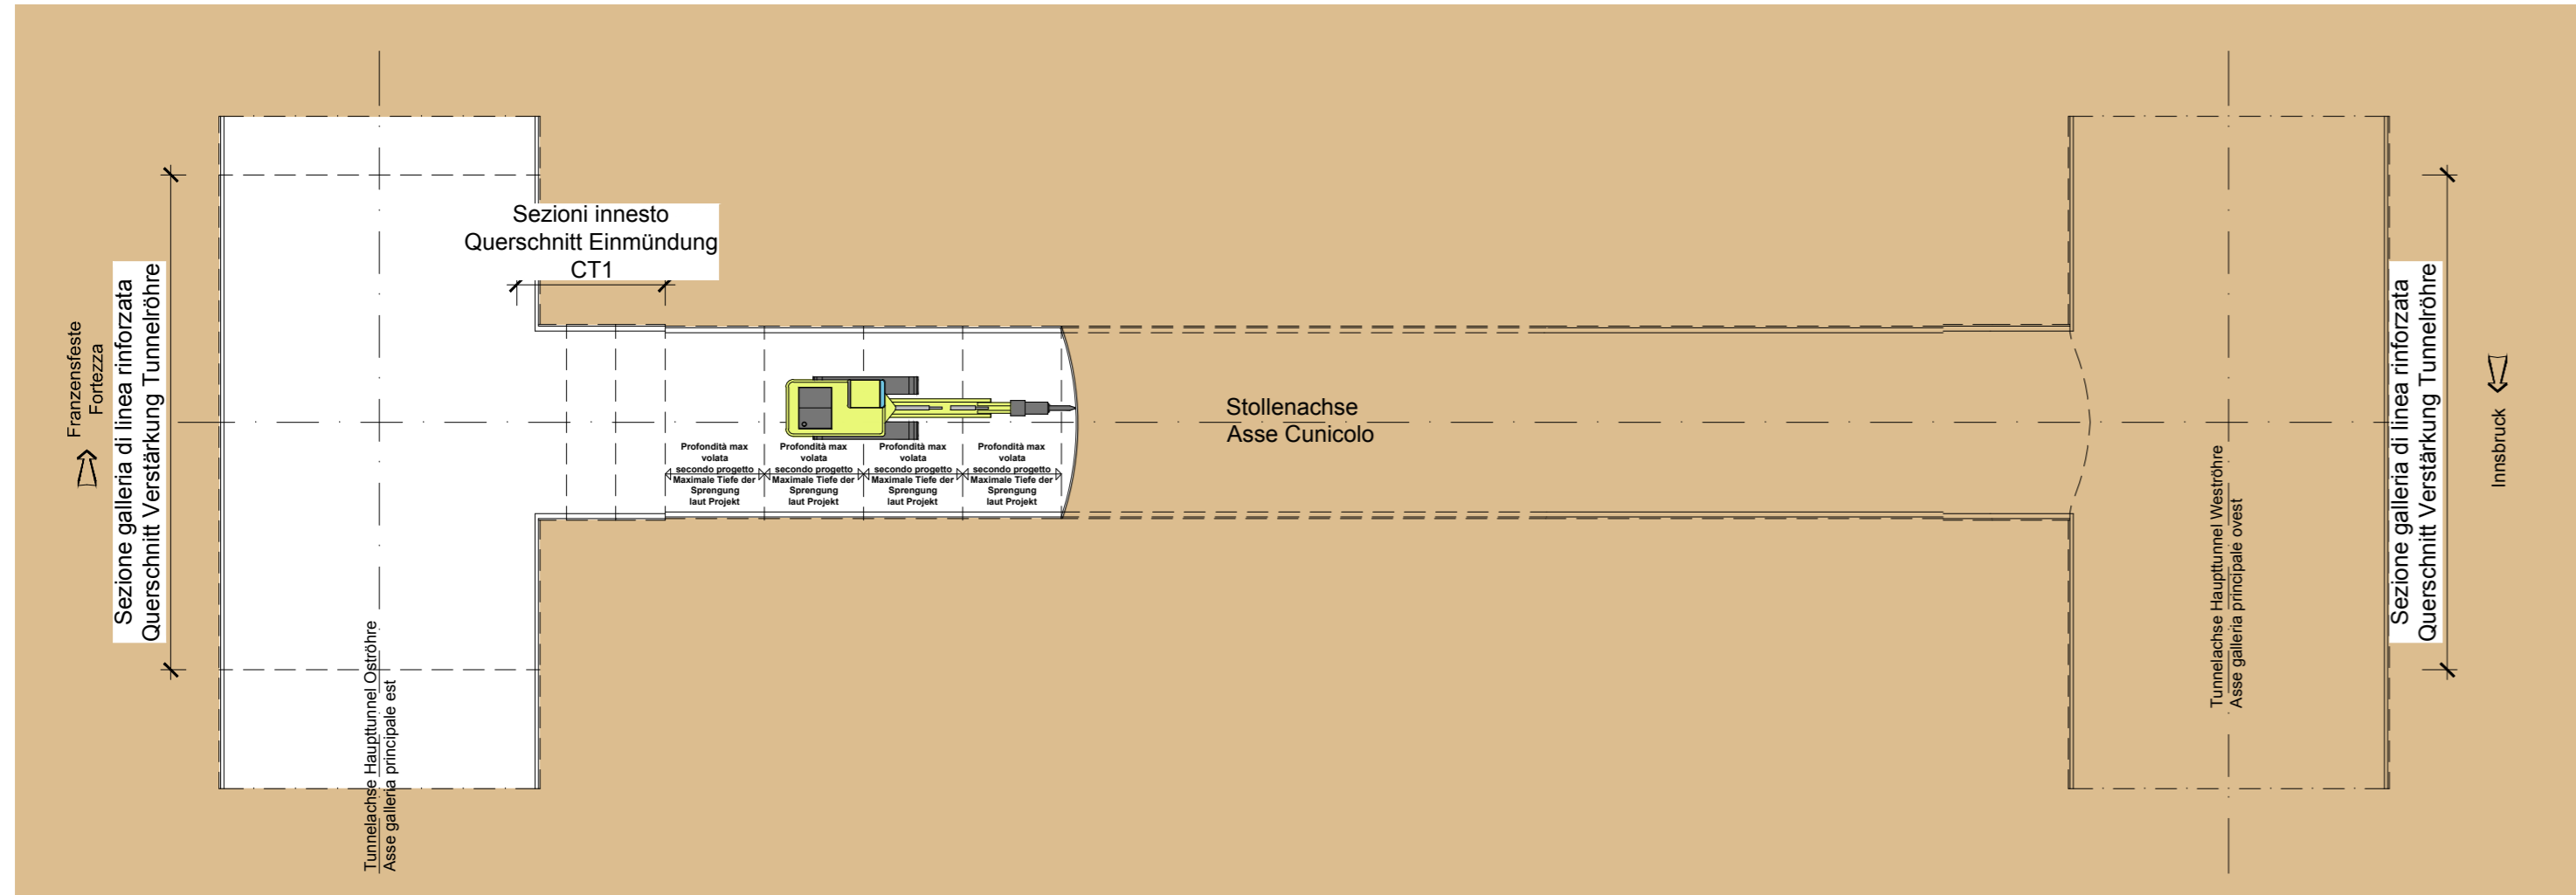 Franzensfeste
Fortezza
Sezione galleria di linea rinforzata
Querschnitt Verstärkung Tunnelröhre
Tunnelachse Haupttunnel Oströhre
Asse galleria principale est
Sezioni innesto
Querschnitt Einmündung
CT1
Profondità max
volata
secondo progetto
Maximale Tiefe der
Sprengung
laut Projekt
Profondità max
volata
secondo progetto
Maximale Tiefe der
Sprengung
laut Projekt
Profondità max
volata
secondo progetto
Maximale Tiefe der
Sprengung
laut Projekt
Profondità max
volata
secondo progetto
Maximale Tiefe der
Sprengung
laut Projekt
Stollenachse
Asse Cunicolo
Tunnelachse Haupttunnel Weströhre
Asse galleria principale ovest
Sezione galleria di linea rinforzata
Querschnitt Verstärkung Tunnelröhre
Innsbruck